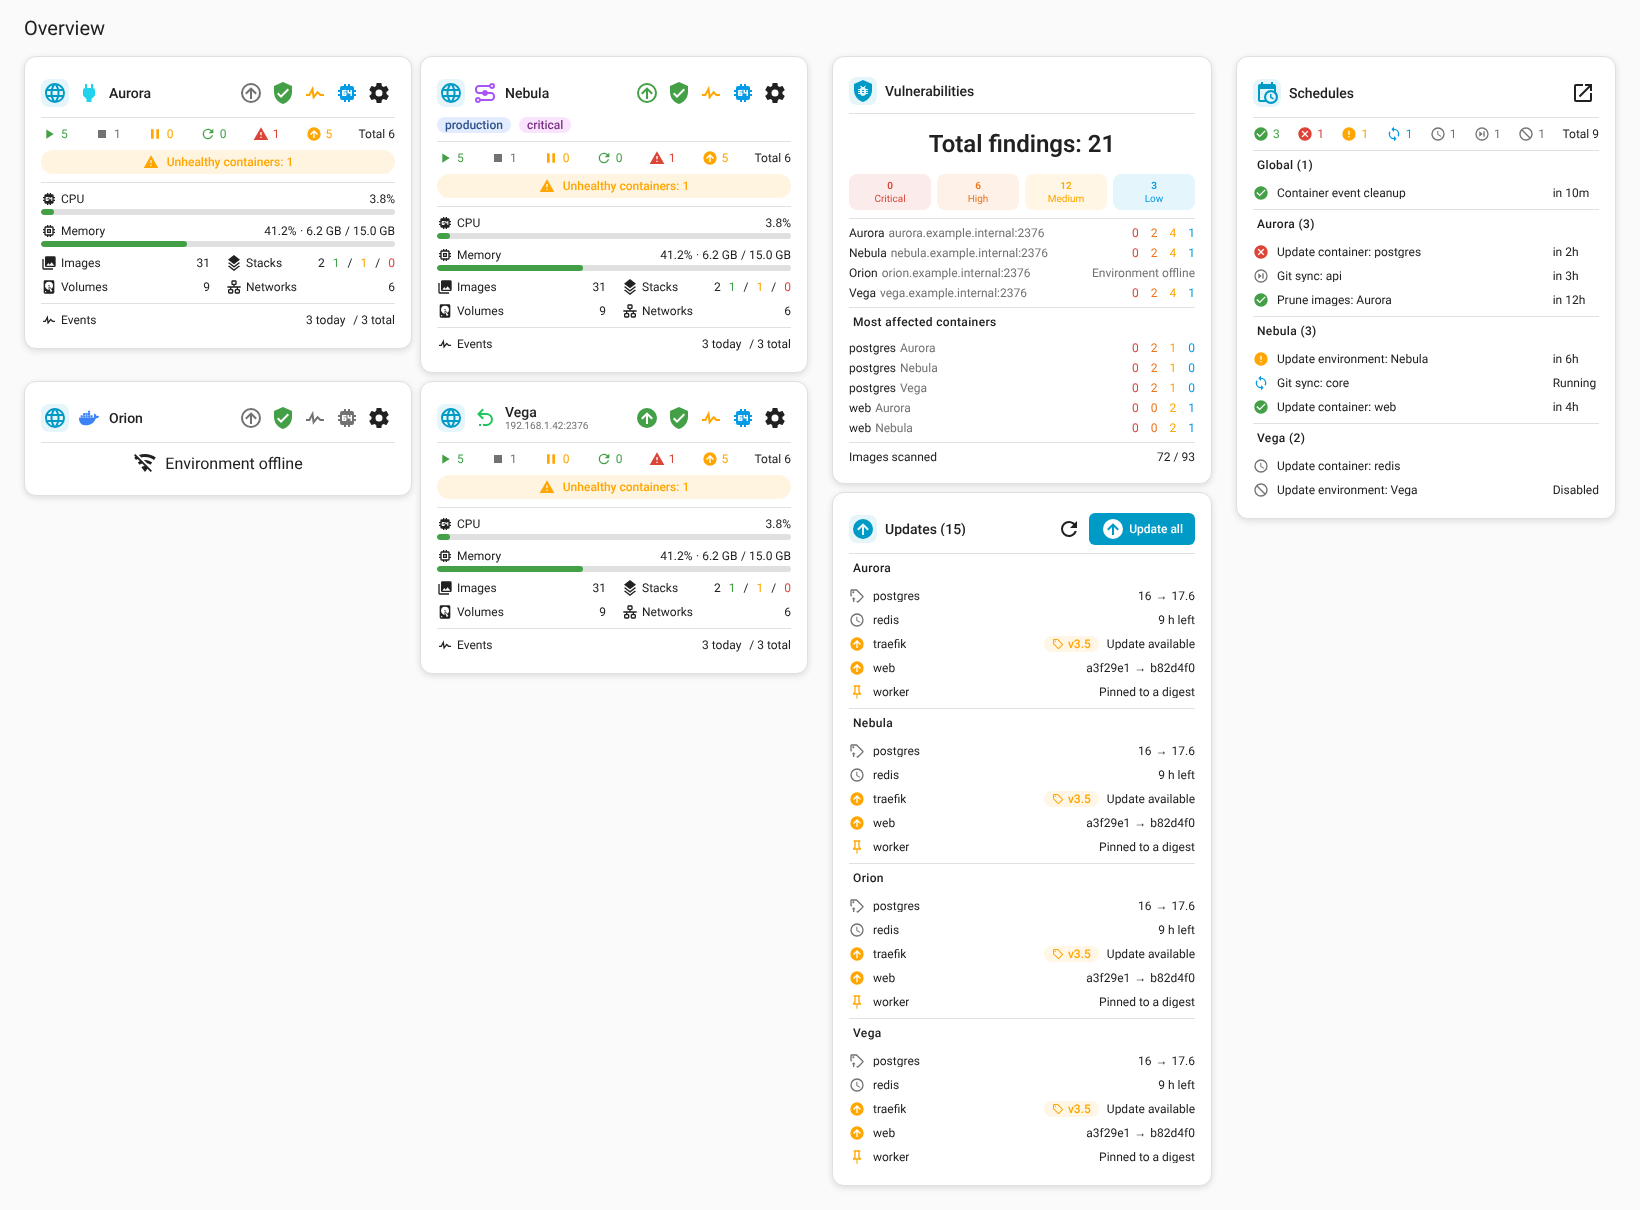 Overview
Aurora
5 1 0 0 1 5 Total 6
Unhealthy containers: 1
CPU 3.8%
Memory 41.2% · 6.2 GB / 15.0 GB
Images 31 Stacks 2 1 / 1 / 0
Volumes 9 Networks 6
Events 3 today / 3 total
Nebula
production critical
5 1 0 0 1 5 Total 6
Unhealthy containers: 1
CPU 3.8%
Memory 41.2% · 6.2 GB / 15.0 GB
Images 31 Stacks 2 1 / 1 / 0
Volumes 9 Networks 6
Events 3 today / 3 total
Orion
Environment offline
Vega
192.168.1.42:2376
5 1 0 0 1 5 Total 6
Unhealthy containers: 1
CPU 3.8%
Memory 41.2% · 6.2 GB / 15.0 GB
Images 31 Stacks 2 1 / 1 / 0
Volumes 9 Networks 6
Events 3 today / 3 total
Vulnerabilities
Total findings: 21
0 6 12 3
Critical High Medium Low
Aurora aurora.example.internal:2376 0 2 4 1
Nebula nebula.example.internal:2376 0 2 4 1
Orion orion.example.internal:2376 Environment offline
Vega vega.example.internal:2376 0 2 4 1
Most affected containers
postgres Aurora 0 2 1 0
postgres Nebula 0 2 1 0
postgres Vega 0 2 1 0
web Aurora 0 0 2 1
web Nebula 0 0 2 1
Images scanned 72 / 93
Updates (15) Update all
Aurora
postgres 16 → 17.6
redis 9 h left
traefik v3.5 Update available
web a3f29e1 → b82d4f0
worker Pinned to a digest
Nebula
postgres 16 → 17.6
redis 9 h left
traefik v3.5 Update available
web a3f29e1 → b82d4f0
worker Pinned to a digest
Orion
postgres 16 → 17.6
redis 9 h left
traefik v3.5 Update available
web a3f29e1 → b82d4f0
worker Pinned to a digest
Vega
postgres 16 → 17.6
redis 9 h left
traefik v3.5 Update available
web a3f29e1 → b82d4f0
worker Pinned to a digest
Schedules
3 1 1 1 1 1 1 Total 9
Global (1)
Container event cleanup in 10m
Aurora (3)
Update container: postgres in 2h
Git sync: api in 3h
Prune images: Aurora in 12h
Nebula (3)
Update environment: Nebula in 6h
Git sync: core Running
Update container: web in 4h
Vega (2)
Update container: redis
Update environment: Vega Disabled